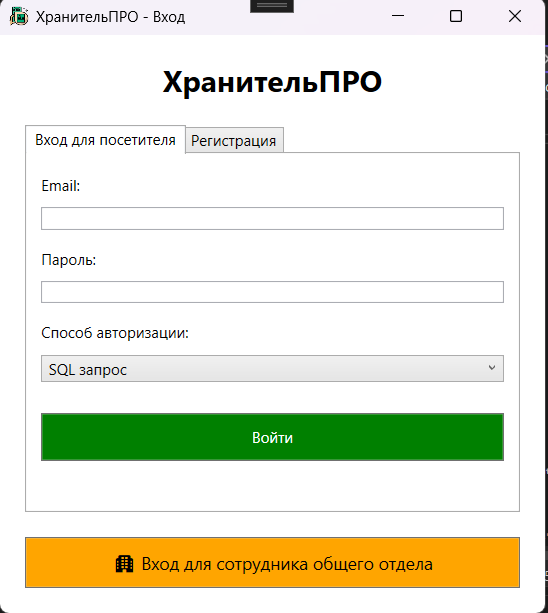 ХранительПРО - Вход
ХранительПРО
Вход для посетителя
Регистрация
Email:
Пароль:
Способ авторизации:
SQL запрос
Войти
Вход для сотрудника общего отдела